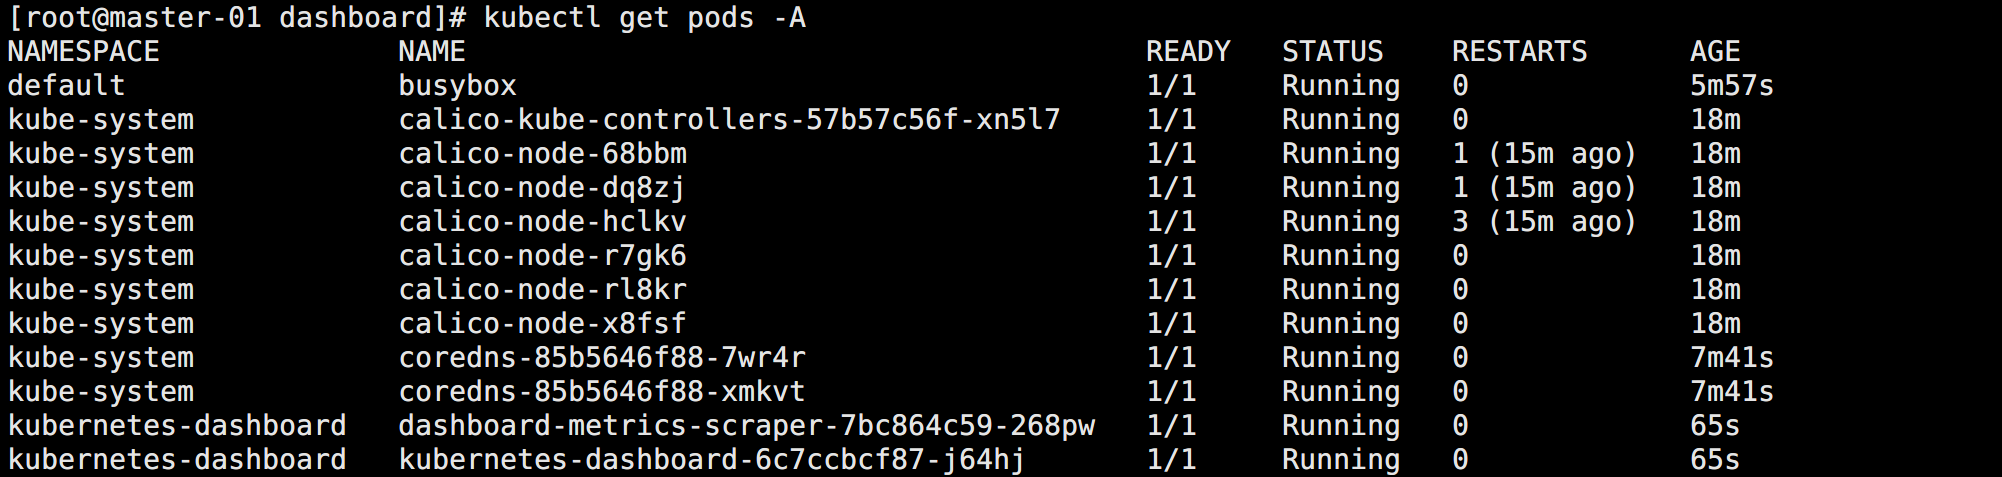 [root@master-01 dashboard]# kubectl get pods -A
NAMESPACE              NAME                                        READY   STATUS    RESTARTS      AGE
default                busybox                                     1/1     Running   0             5m57s
kube-system            calico-kube-controllers-57b57c56f-xn5l7     1/1     Running   0             18m
kube-system            calico-node-68bbm                           1/1     Running   1 (15m ago)   18m
kube-system            calico-node-dq8zj                           1/1     Running   1 (15m ago)   18m
kube-system            calico-node-hclkv                           1/1     Running   3 (15m ago)   18m
kube-system            calico-node-r7gk6                           1/1     Running   0             18m
kube-system            calico-node-rl8kr                           1/1     Running   0             18m
kube-system            calico-node-x8fsf                           1/1     Running   0             18m
kube-system            coredns-85b5646f88-7wr4r                    1/1     Running   0             7m41s
kube-system            coredns-85b5646f88-xmkvt                    1/1     Running   0             7m41s
kubernetes-dashboard   dashboard-metrics-scraper-7bc864c59-268pw   1/1     Running   0             65s
kubernetes-dashboard   kubernetes-dashboard-6c7ccbcf87-j64hj       1/1     Running   0             65s